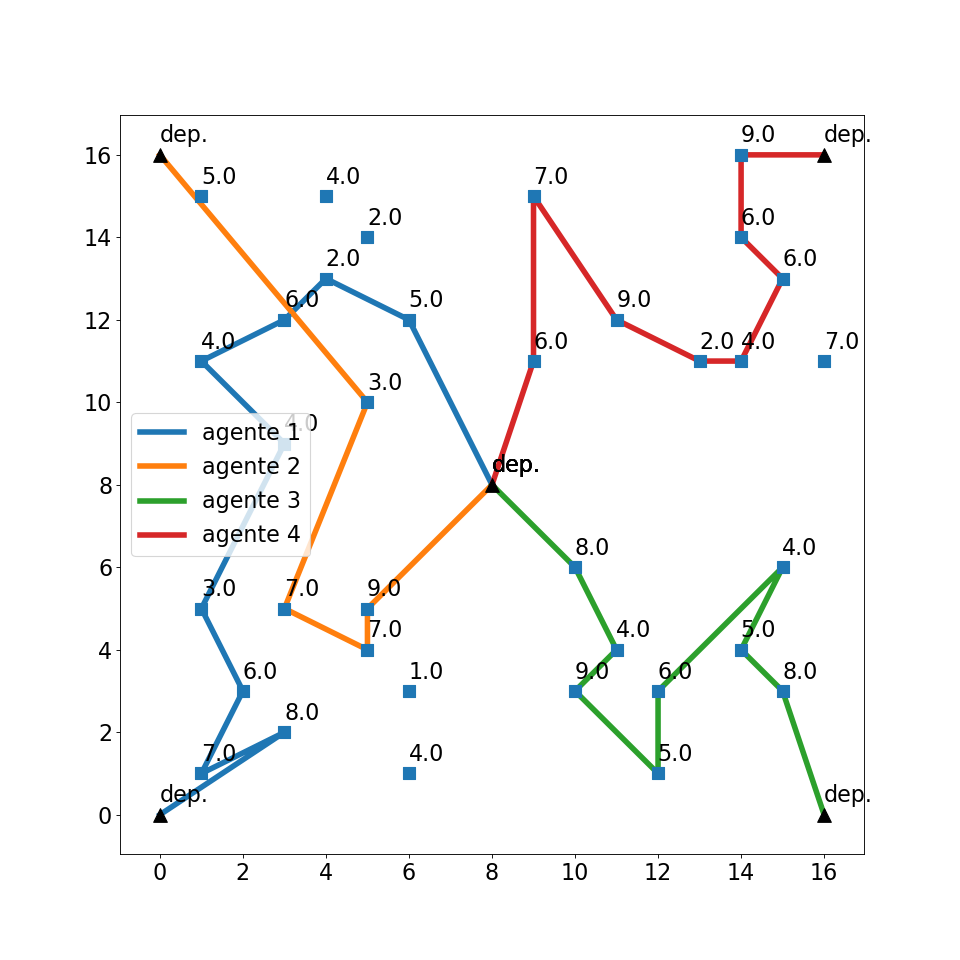 dep. 9.0 dep.
5.0 4.0 7.0
2.0 6.0
2.0 6.0
6.0 5.0 9.0
4.0 6.0 2.0 4.0 7.0
3.0
4.0
dep. dep.
8.0 4.0
3.0 7.0 9.0
7.0 4.0 5.0
6.0 1.0 9.0 6.0 8.0
8.0
7.0 4.0 5.0
dep. dep.
agente 1
agente 2
agente 3
agente 4
16
14
12
10
8
6
4
2
0
0 2 4 6 8 10 12 14 16